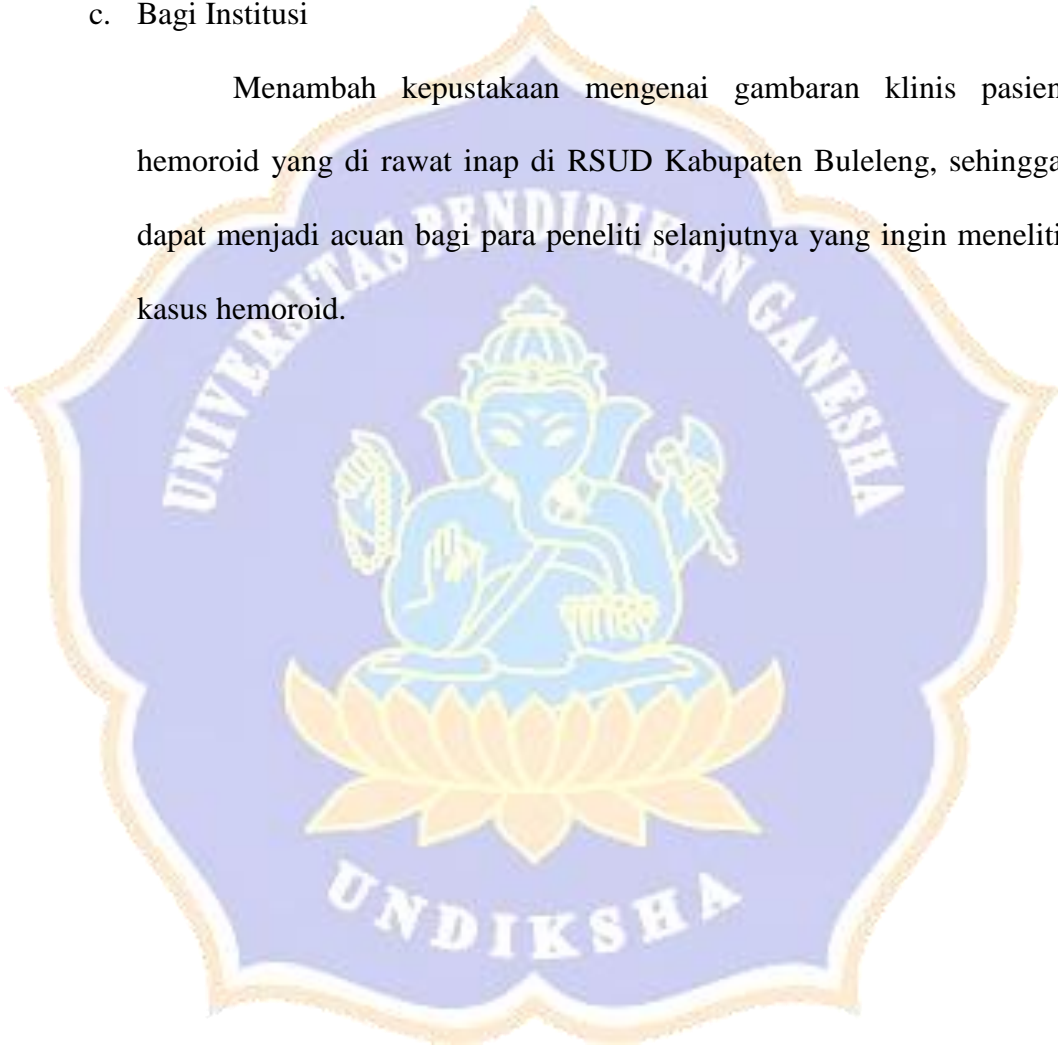 c. Bagi Institusi
Menambah kepustakaan mengenai gambaran klinis pasien
hemoroid yang di rawat inap di RSUD Kabupaten Buleleng, sehingga
dapat menjadi acuan bagi para peneliti selanjutnya yang ingin meneliti
kasus hemoroid.
UNIVERSITAS PENDIDIKAN GANESHA
UNDIKSHA